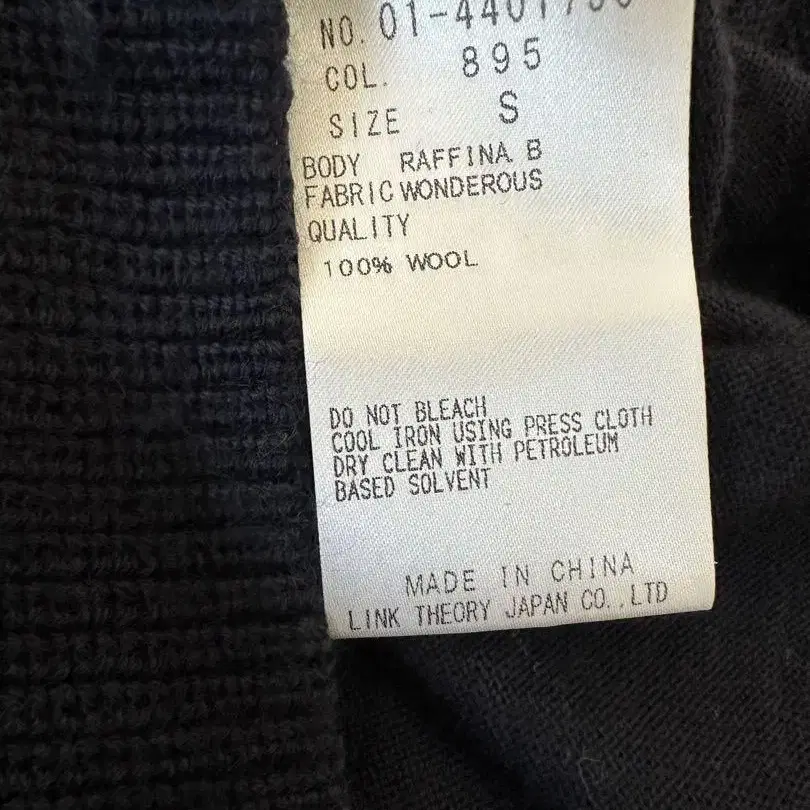 NO. 01-4401
COL. 895
SIZE S
BODY RAFFINA B
FABRIC WONDEROUS
QUALITY
100% WOOL
DO NOT BLEACH
COOL IRON USING PRESS CLOTH
DRY CLEAN WITH PETROLEUM
BASED SOLVENT
MADE IN CHINA
LINK THEORY JAPAN CO.,LTD